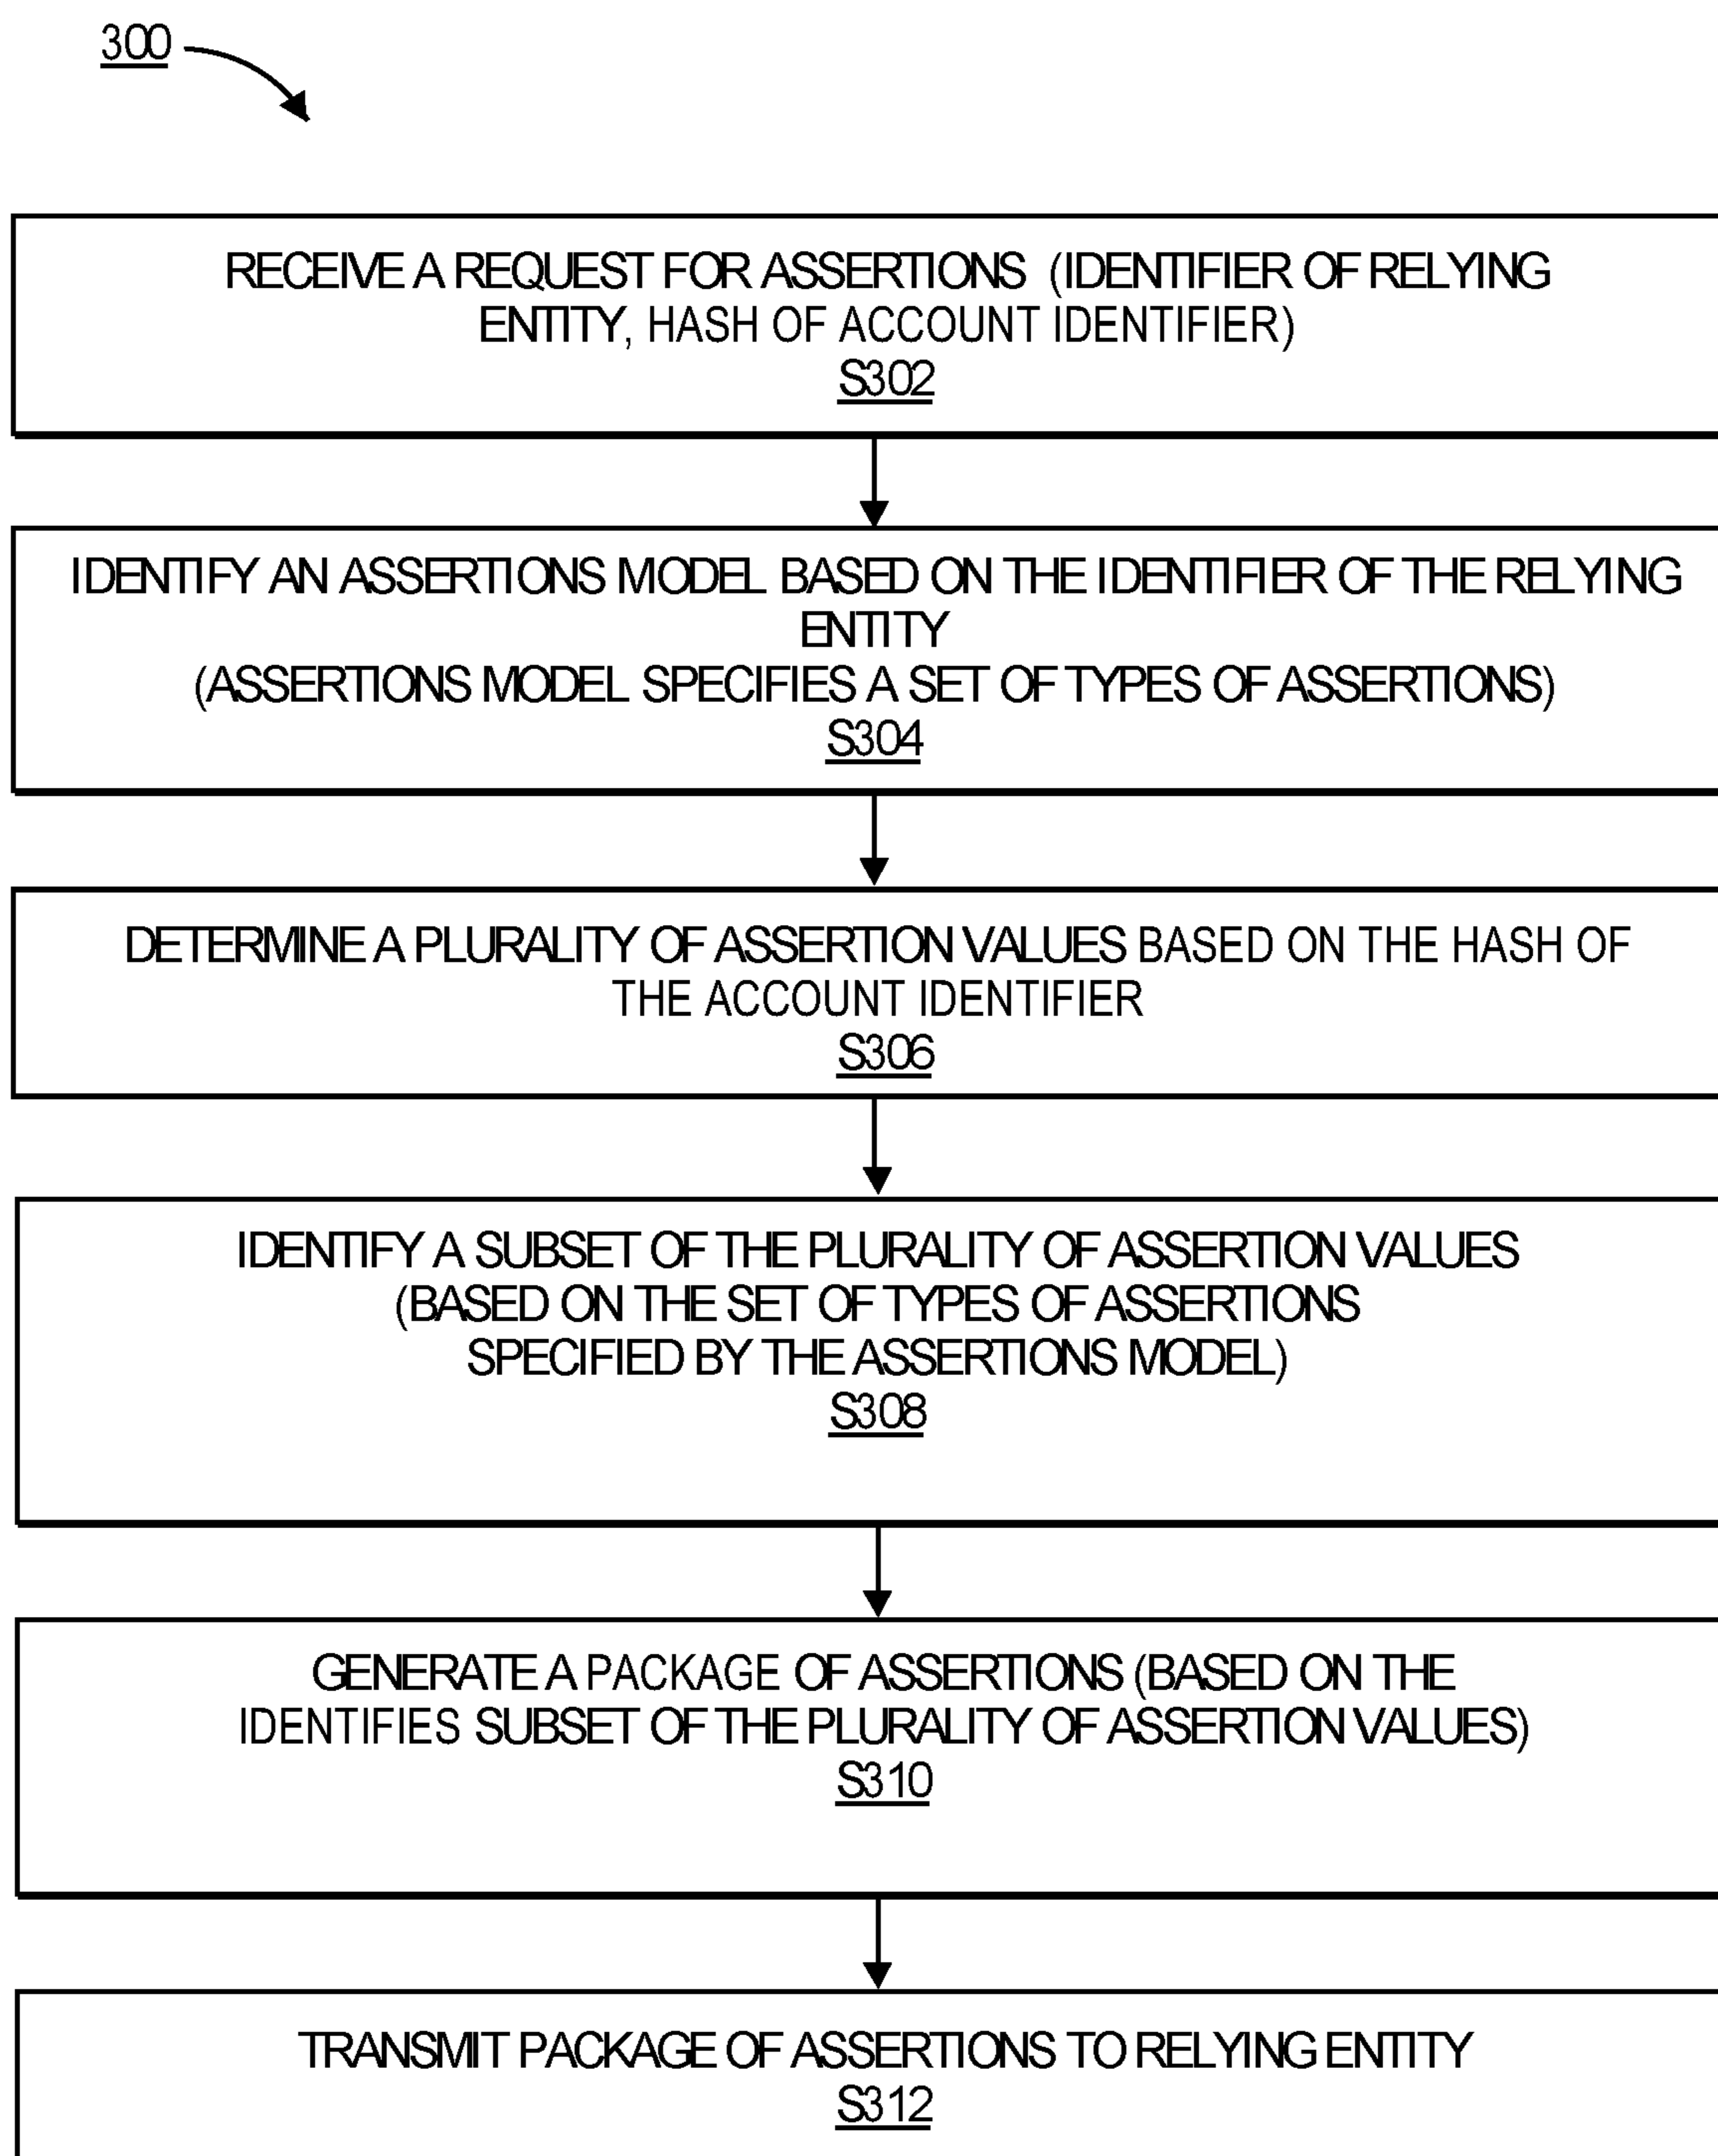 300
RECEIVE A REQUEST FOR ASSERTIONS (IDENTIFIER OF RELYING
ENTITY, HASH OF ACCOUNT IDENTIFIER)
S302
IDENTIFY AN ASSERTIONS MODEL BASED ON THE IDENTIFIER OF THE RELYING
ENTITY
(ASSERTIONS MODEL SPECIFIES A SET OF TYPES OF ASSERTIONS)
S304
DETERMINE A PLURALITY OF ASSERTION VALUES BASED ON THE HASH OF
THE ACCOUNT IDENTIFIER
S306
IDENTIFY A SUBSET OF THE PLURALITY OF ASSERTION VALUES
(BASED ON THE SET OF TYPES OF ASSERTIONS
SPECIFIED BY THE ASSERTIONS MODEL)
S308
GENERATE A PACKAGE OF ASSERTIONS (BASED ON THE
IDENTIFIES SUBSET OF THE PLURALITY OF ASSERTION VALUES)
S310
TRANSMIT PACKAGE OF ASSERTIONS TO RELYING ENTITY
S312